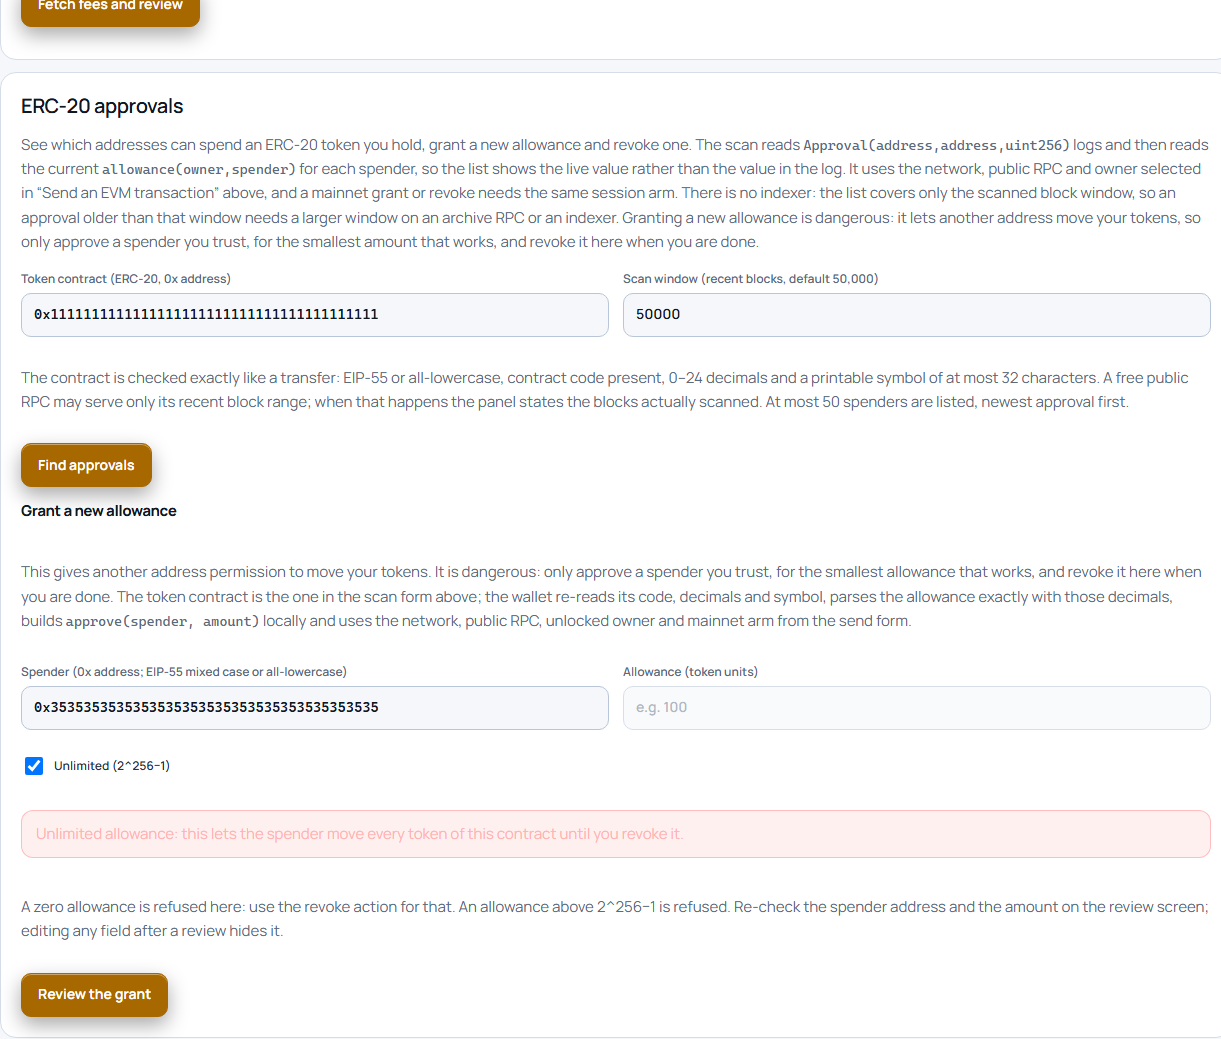 Fetch fees and review
ERC-20 approvals
See which addresses can spend an ERC-20 token you hold, grant a new allowance and revoke one. The scan reads Approval(address,address,uint256) logs and then reads
the current allowance(owner,spender) for each spender, so the list shows the live value rather than the value in the log. It uses the network, public RPC and owner selected
in “Send an EVM transaction” above, and a mainnet grant or revoke needs the same session arm. There is no indexer: the list covers only the scanned block window, so an
approval older than that window needs a larger window on an archive RPC or an indexer. Granting a new allowance is dangerous: it lets another address move your tokens, so
only approve a spender you trust, for the smallest amount that works, and revoke it here when you are done.
Token contract (ERC-20, 0x address)
Scan window (recent blocks, default 50,000)
0x1111111111111111111111111111111111111111
50000
The contract is checked exactly like a transfer: EIP-55 or all-lowercase, contract code present, 0–24 decimals and a printable symbol of at most 32 characters. A free public
RPC may serve only its recent block range; when that happens the panel states the blocks actually scanned. At most 50 spenders are listed, newest approval first.
Find approvals
Grant a new allowance
This gives another address permission to move your tokens. It is dangerous: only approve a spender you trust, for the smallest allowance that works, and revoke it here when
you are done. The token contract is the one in the scan form above; the wallet re-reads its code, decimals and symbol, parses the allowance exactly with those decimals,
builds approve(spender, amount) locally and uses the network, public RPC, unlocked owner and mainnet arm from the send form.
Spender (0x address; EIP-55 mixed case or all-lowercase)
Allowance (token units)
0x3535353535353535353535353535353535353535
e.g. 100
Unlimited (2^256−1)
Unlimited allowance: this lets the spender move every token of this contract until you revoke it.
A zero allowance is refused here: use the revoke action for that. An allowance above 2^256−1 is refused. Re-check the spender address and the amount on the review screen;
editing any field after a review hides it.
Review the grant